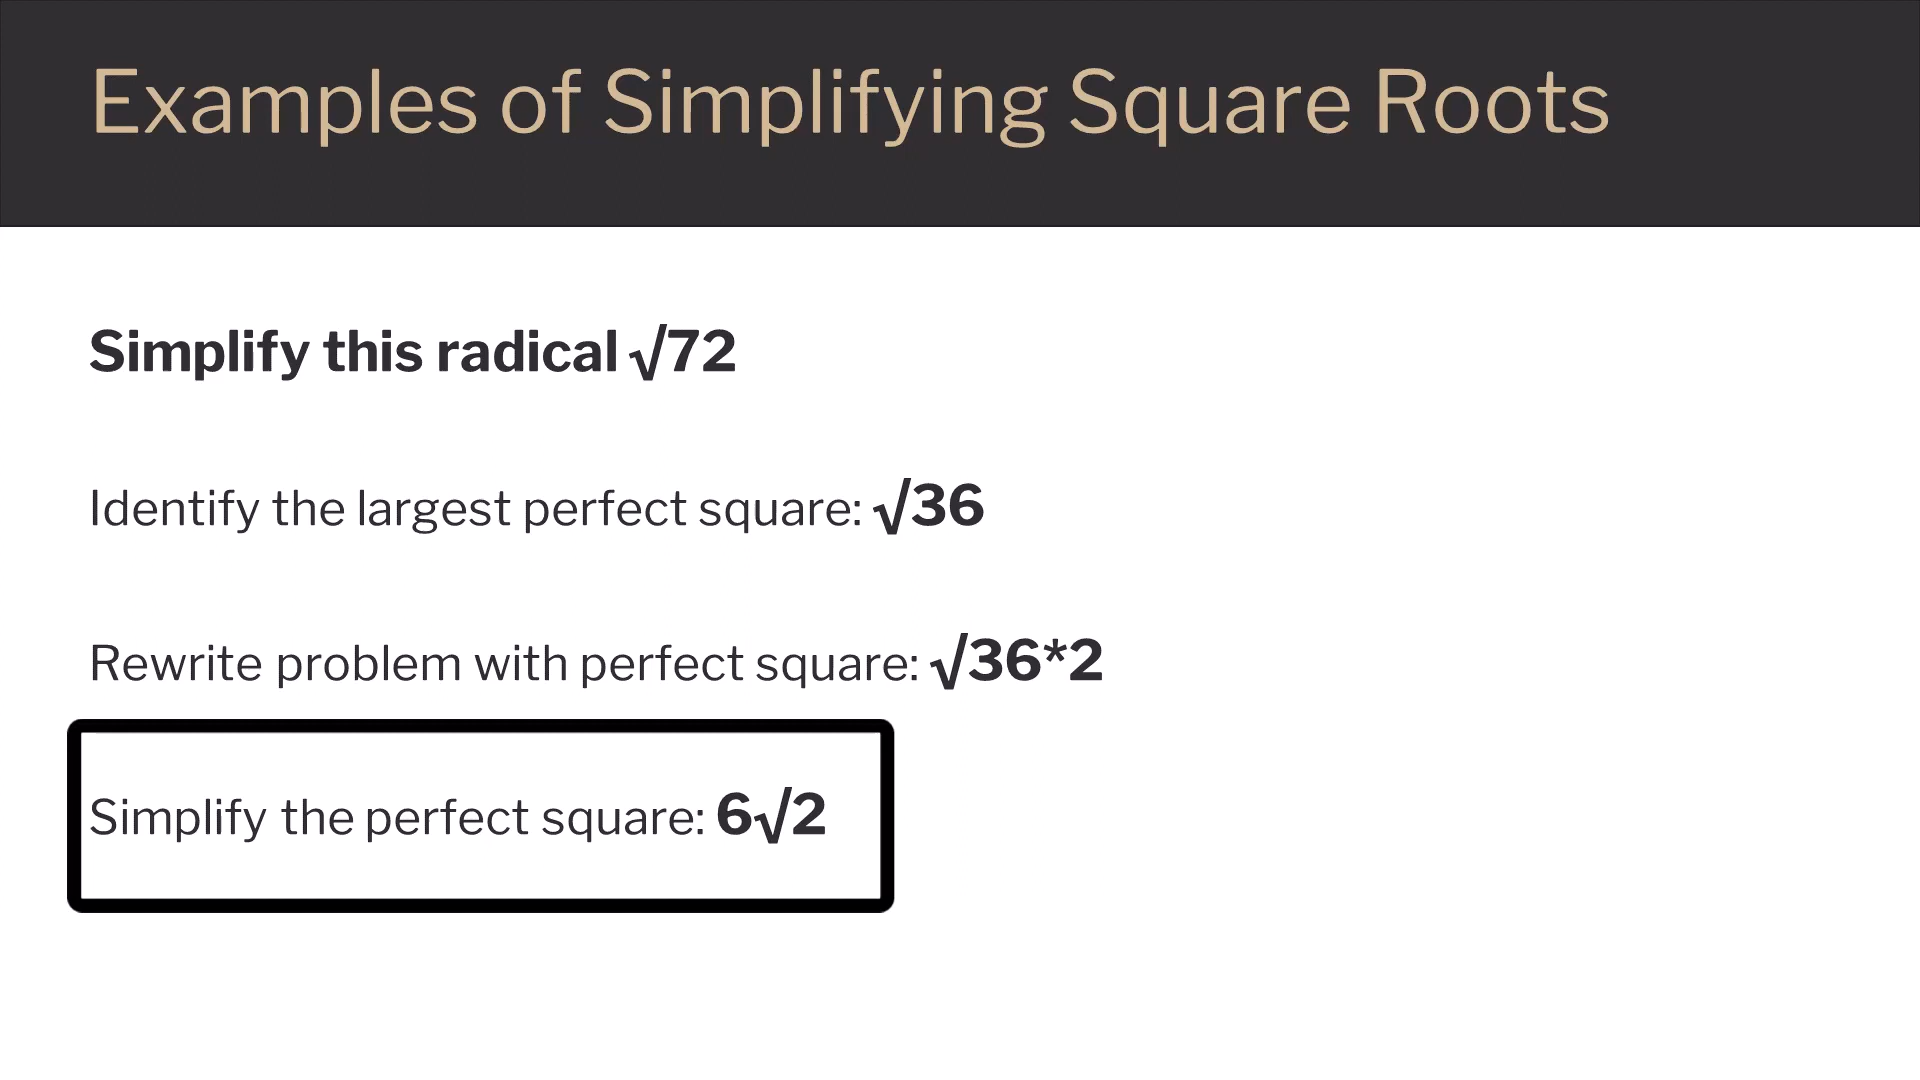 Examples of Simplifying Square Roots
Simplify this radical √72
Identify the largest perfect square: √36
Rewrite problem with perfect square: √36*2
Simplify the perfect square: 6√2